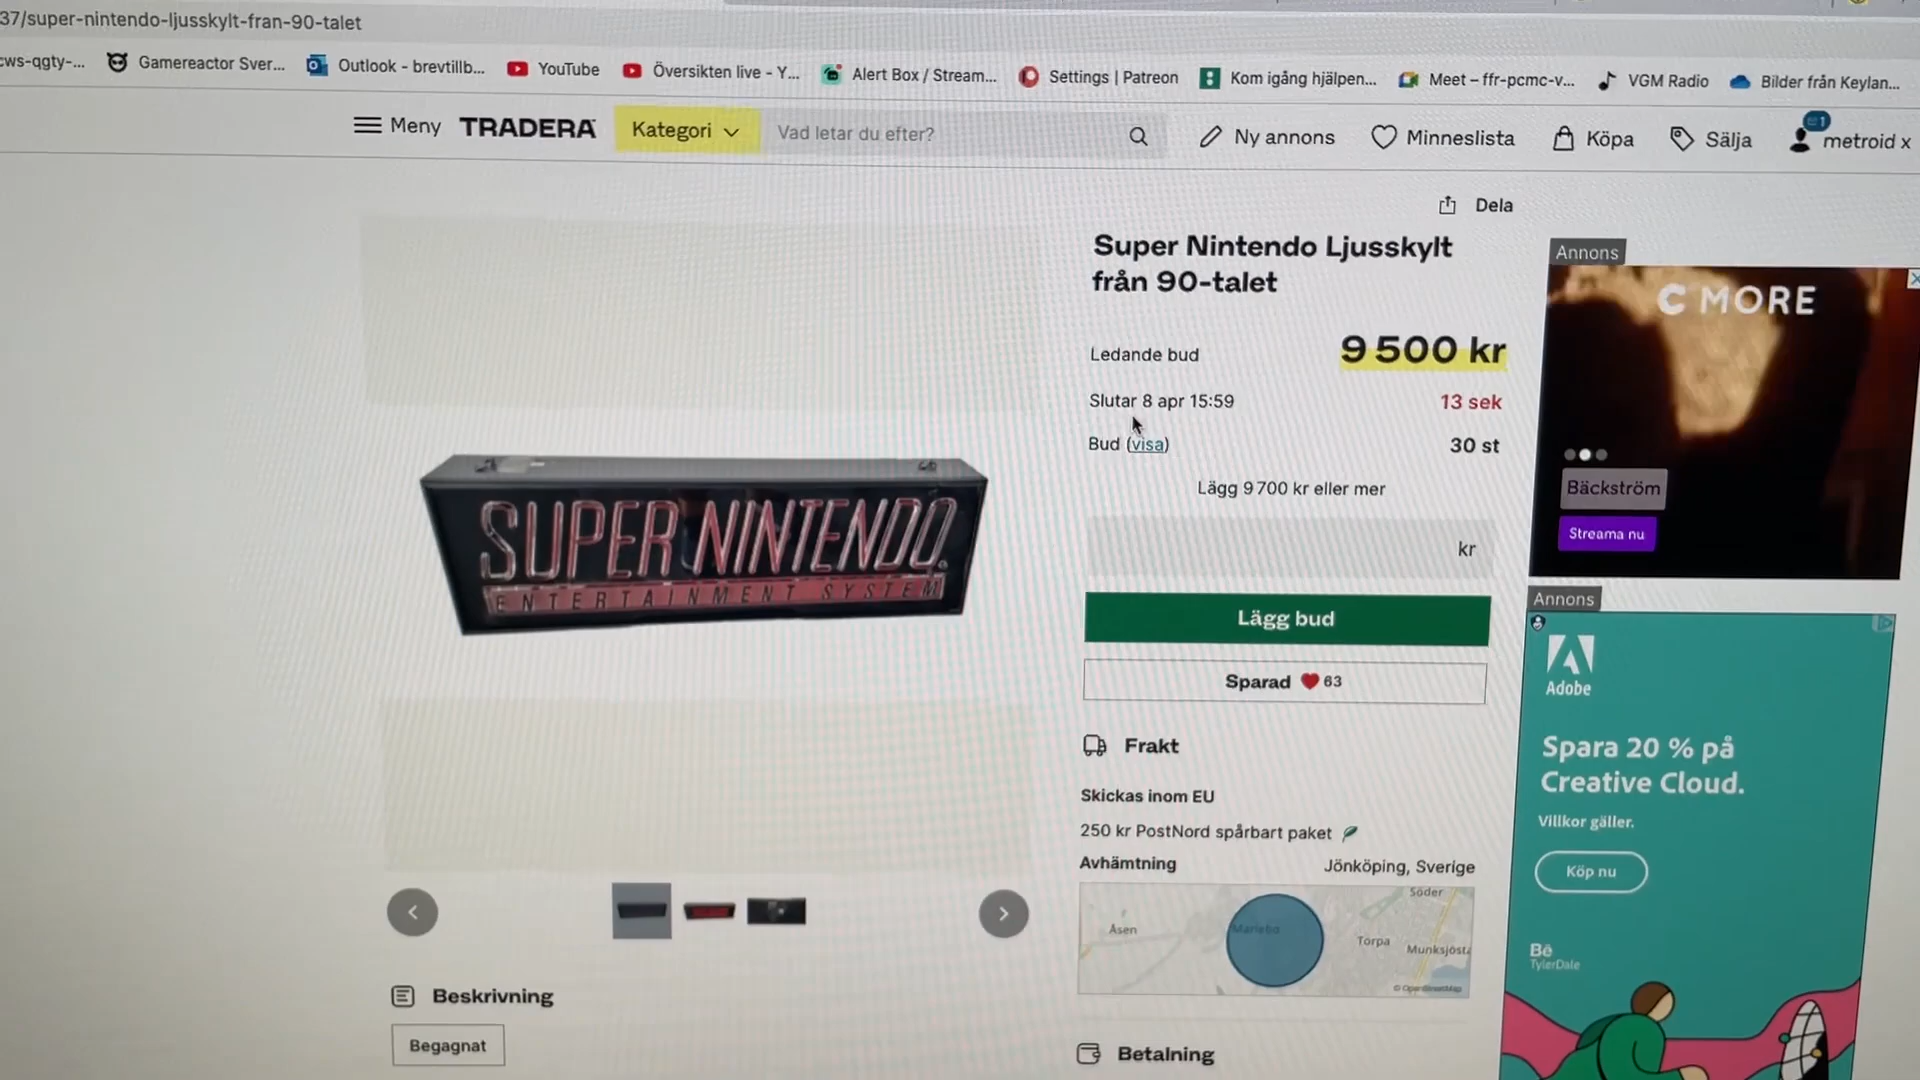 37/super-nintendo-ljusskylt-fran-90-talet
cws-qgty-...
Gamereactor Sver...
Outlook - brevtillb...
YouTube
Översikten live - Y...
Alert Box / Stream...
Settings | Patreon
Kom igång hjälpen...
Meet – ffr-pcmc-v...
VGM Radio
Bilder från Keylan...
Meny
TRADERA
Kategori
Vad letar du efter?
Ny annons
Minneslista
Köpa
Sälja
1
metroid x
Dela
Super Nintendo Ljusskylt
från 90-talet
Ledande bud
9 500 kr
Slutar 8 apr 15:59
13 sek
Bud (visa)
30 st
Lägg 9 700 kr eller mer
kr
Lägg bud
Sparad
63
SUPER NINTENDO
ENTERTAINMENT SYSTEM
Frakt
Skickas inom EU
250 kr PostNord spårbart paket
Avhämtning
Jönköping, Sverige
Söder
Åsen
Mariebo
Torpa
Munksjösta
© OpenStreetMap
Betalning
Beskrivning
Begagnat
Annons
C MORE
Bäckström
Streama nu
Annons
Adobe
Spara 20 % på
Creative Cloud.
Villkor gäller.
Köp nu
Bē
TylerDale